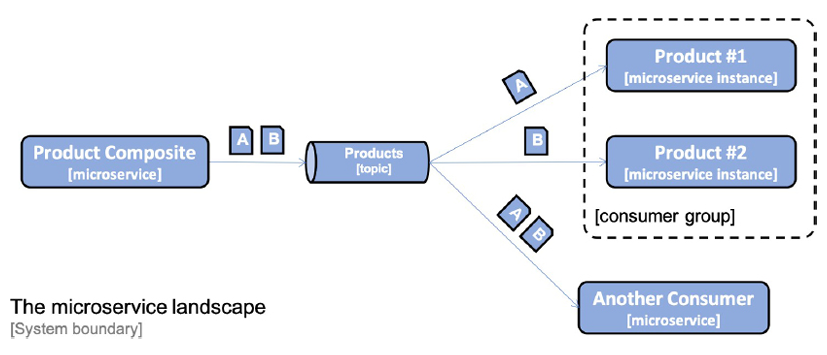 Product #1
[microservice instance]
A
A
B
Product Composite
[microservice]
Products
[topic]
B
Product #2
[microservice instance]
A
B
[consumer group]
Another Consumer
[microservice]
The microservice landscape
[System boundary]